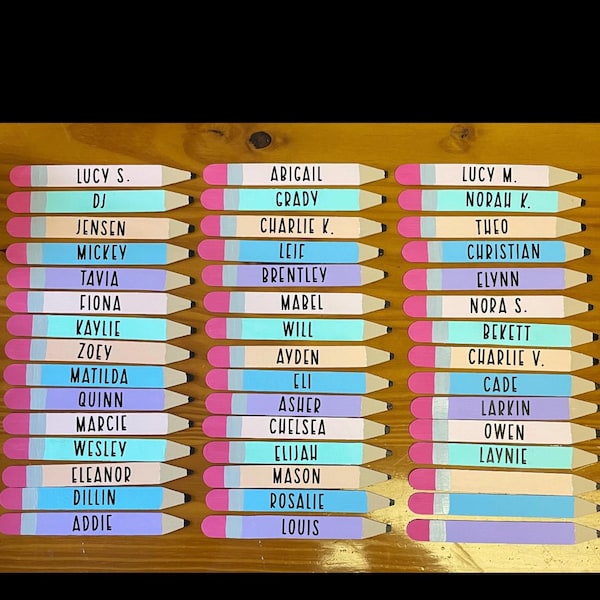 LUCY S.
DJ
JENSEN
MICKEY
TAVIA
FIONA
KAYLIE
ZOEY
MATILDA
QUINN
MARCIE
WESLEY
ELEANOR
DILLIN
ADDIE
ABIGAIL
GRADY
CHARLIE K.
LEIF
BRENTLEY
MABEL
WILL
AYDEN
ELI
ASHER
CHELSEA
ELIJAH
MASON
ROSALIE
LOUIS
LUCY M.
NORAH K.
THEO
CHRISTIAN
ELYNN
NORA S.
BEKETT
CHARLIE V.
CADE
LARKIN
OWEN
LAYNIE